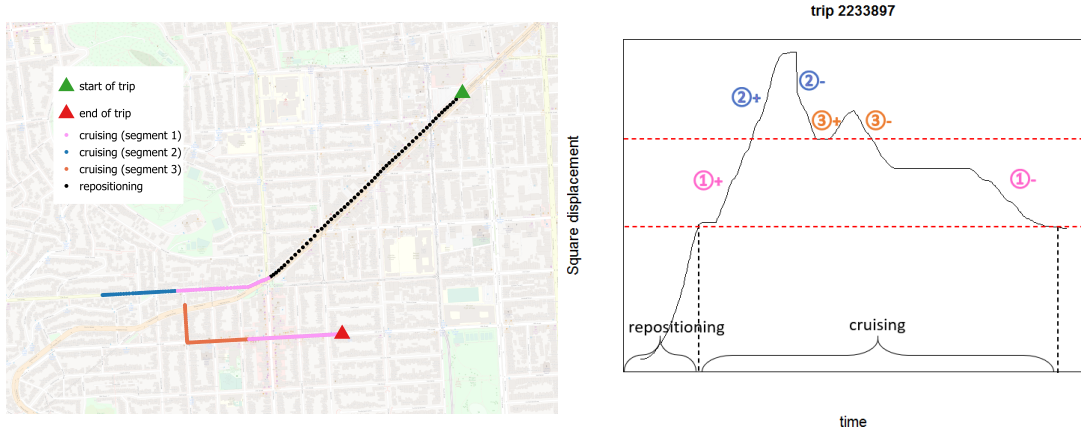 start of trip
end of trip
cruising (segment 1)
cruising (segment 2)
cruising (segment 3)
repositioning
trip 2233897
Square displacement
②+
②-
③+
③-
①+
①-
repositioning
cruising
time